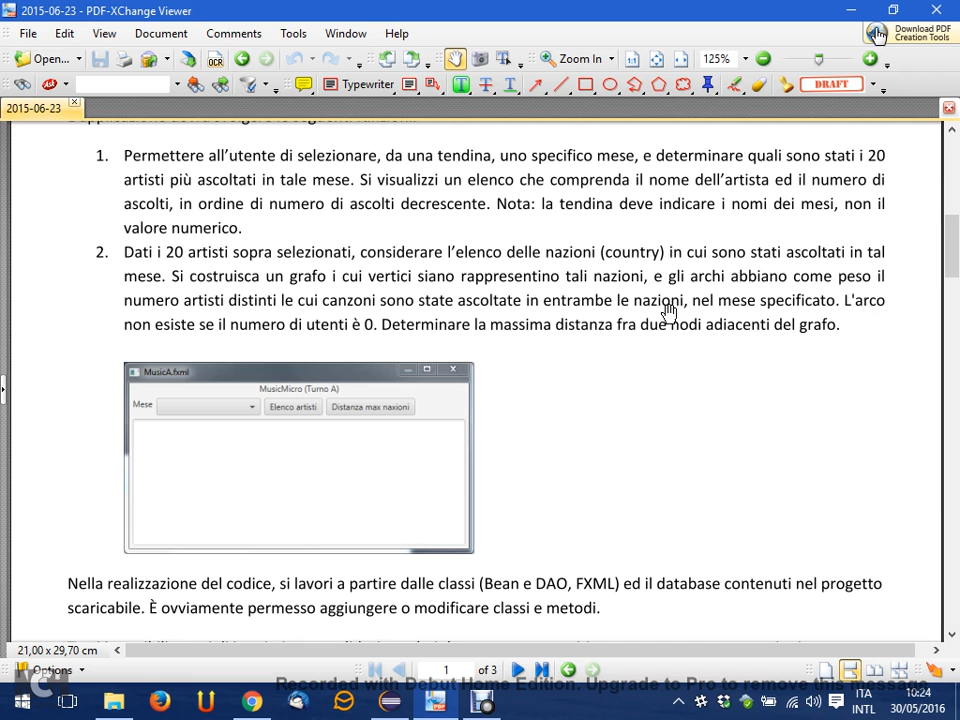 2015-06-23 - PDF-XChange Viewer
File Edit View Document Comments Tools Window Help
Download PDF
Creation Tools
Open... OCR Zoom In 125%
Typewriter DRAFT
2015-06-23
1. Permettere all'utente di selezionare, da una tendina, uno specifico mese, e determinare quali sono stati i 20
artisti più ascoltati in tale mese. Si visualizzi un elenco che comprenda il nome dell'artista ed il numero di
ascolti, in ordine di numero di ascolti decrescente. Nota: la tendina deve indicare i nomi dei mesi, non il
valore numerico.
2. Dati i 20 artisti sopra selezionati, considerare l'elenco delle nazioni (country) in cui sono stati ascoltati in tal
mese. Si costruisca un grafo i cui vertici siano rappresentino tali nazioni, e gli archi abbiano come peso il
numero artisti distinti le cui canzoni sono state ascoltate in entrambe le nazioni, nel mese specificato. L'arco
non esiste se il numero di utenti è 0. Determinare la massima distanza fra due nodi adiacenti del grafo.
MusicA.fxml
MusicMicro (Turno A)
Mese Elenco artisti Distanza max naxioni
Nella realizzazione del codice, si lavori a partire dalle classi (Bean e DAO, FXML) ed il database contenuti nel progetto
scaricabile. È ovviamente permesso aggiungere o modificare classi e metodi.
21,00 x 29,70 cm
Options 1 of 3
Recorded with Debut Home Edition. Upgrade to Pro to remove this message
ITA 10:24
INTL 30/05/2016